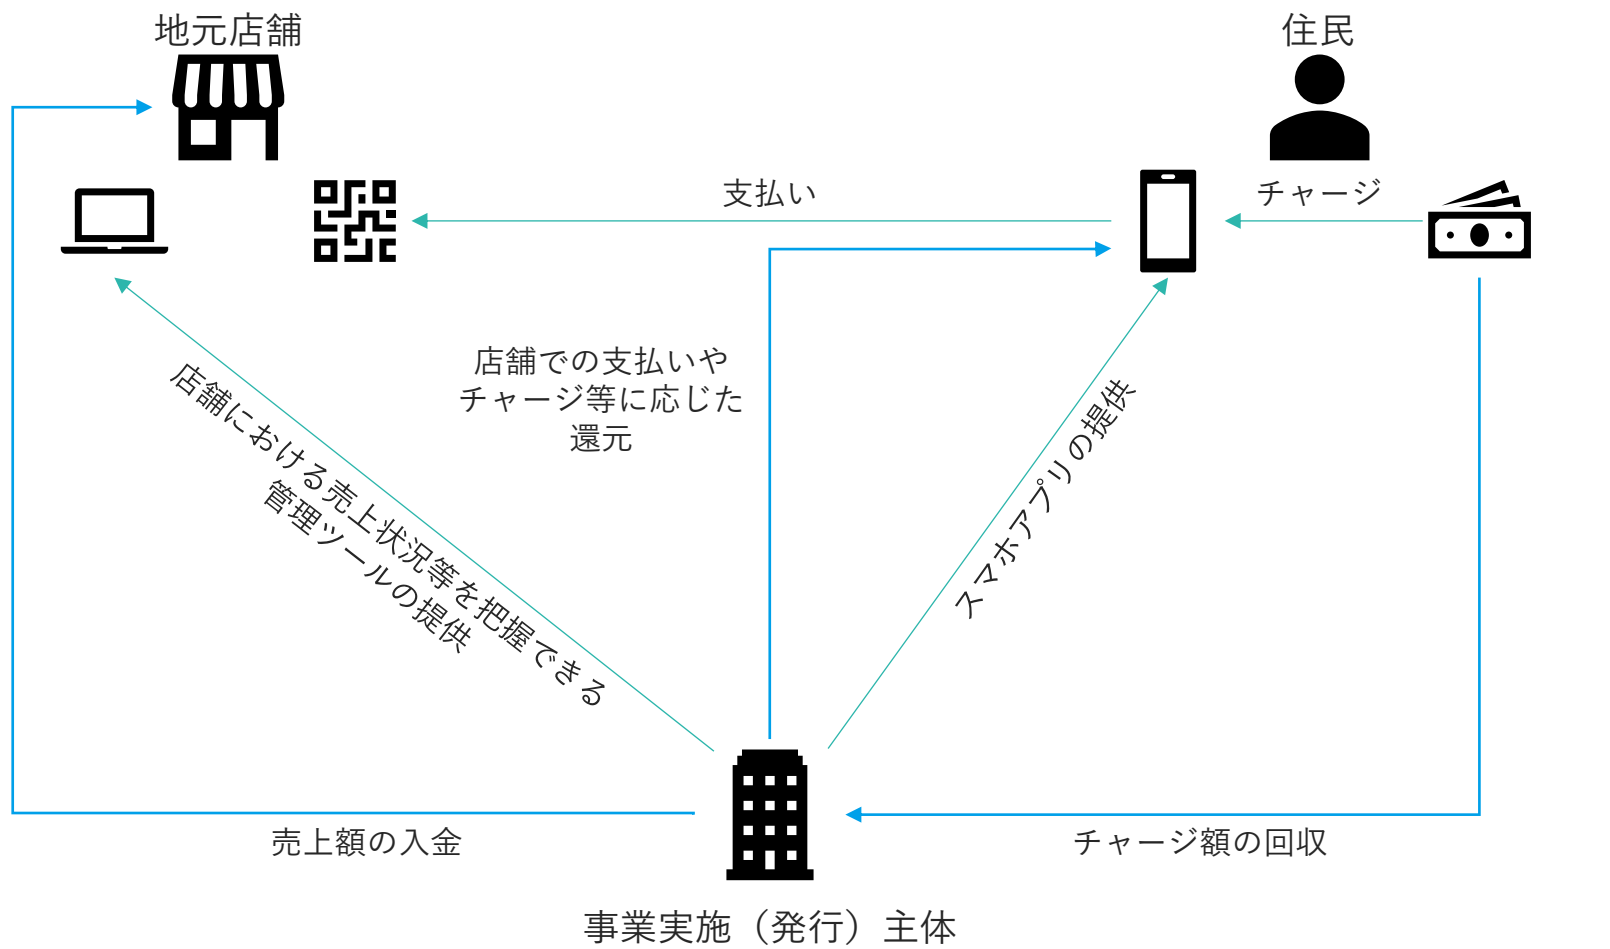 地元店舗
住民
支払い
チャージ
店舗での支払いや
チャージ等に応じた
還元
店舗における売上状況等を把握できる
管理ツールの提供
スマホアプリの提供
売上額の入金
チャージ額の回収
事業実施（発行）主体